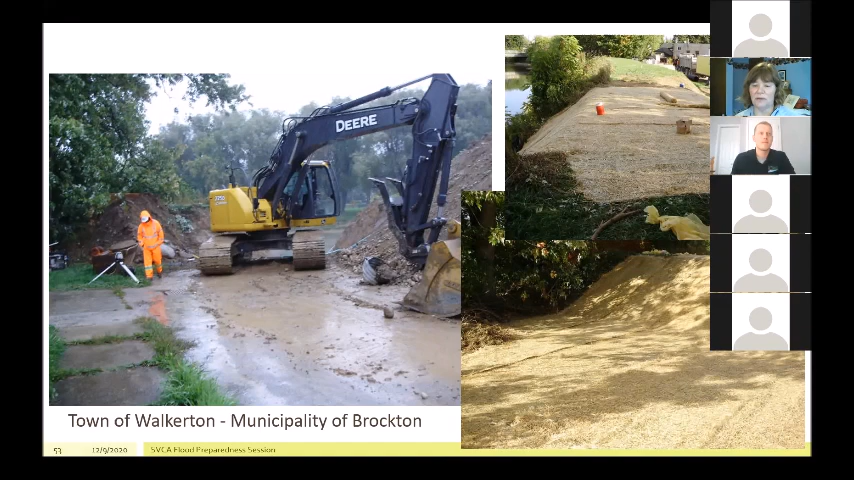 DEERE
Town of Walkerton - Municipality of Brockton
53 12/9/2020 SVCA Flood Preparedness Session